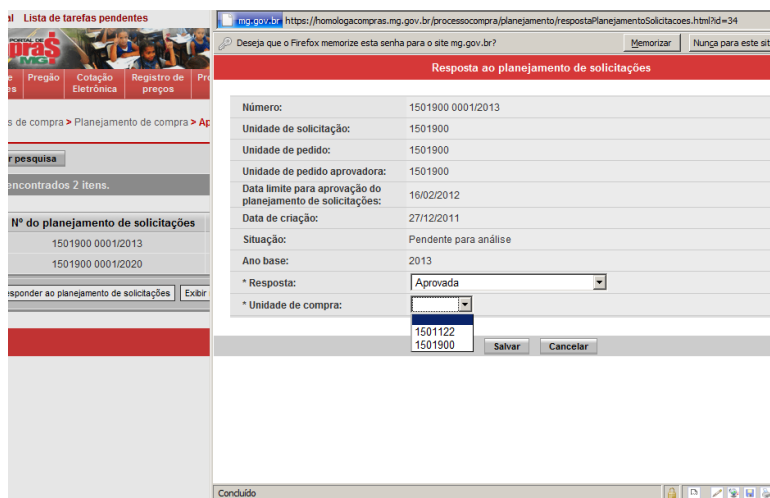 al Lista de tarefas pendentes
PORTAL DE
praS
MG
Pregão Cotação Eletrônica Registro de preços
s de compra > Planejamento de compra > Ap
r pesquisa
encontrados 2 itens.
Nº do planejamento de solicitações
1501900 0001/2013
1501900 0001/2020
esponder ao planejamento de solicitações Exibir
mg.gov.br https://homologacompras.mg.gov.br/processocompra/planejamento/respostaPlanejamentoSolicitacoes.html?id=34
Deseja que o Firefox memorize esta senha para o site mg.gov.br? Memorizar Nunca para este sit
Resposta ao planejamento de solicitações
Número: 1501900 0001/2013
Unidade de solicitação: 1501900
Unidade de pedido: 1501900
Unidade de pedido aprovadora: 1501900
Data limite para aprovação do
planejamento de solicitações: 16/02/2012
Data de criação: 27/12/2011
Situação: Pendente para análise
Ano base: 2013
* Resposta: Aprovada
* Unidade de compra:
1501122
1501900
Salvar Cancelar
Concluído